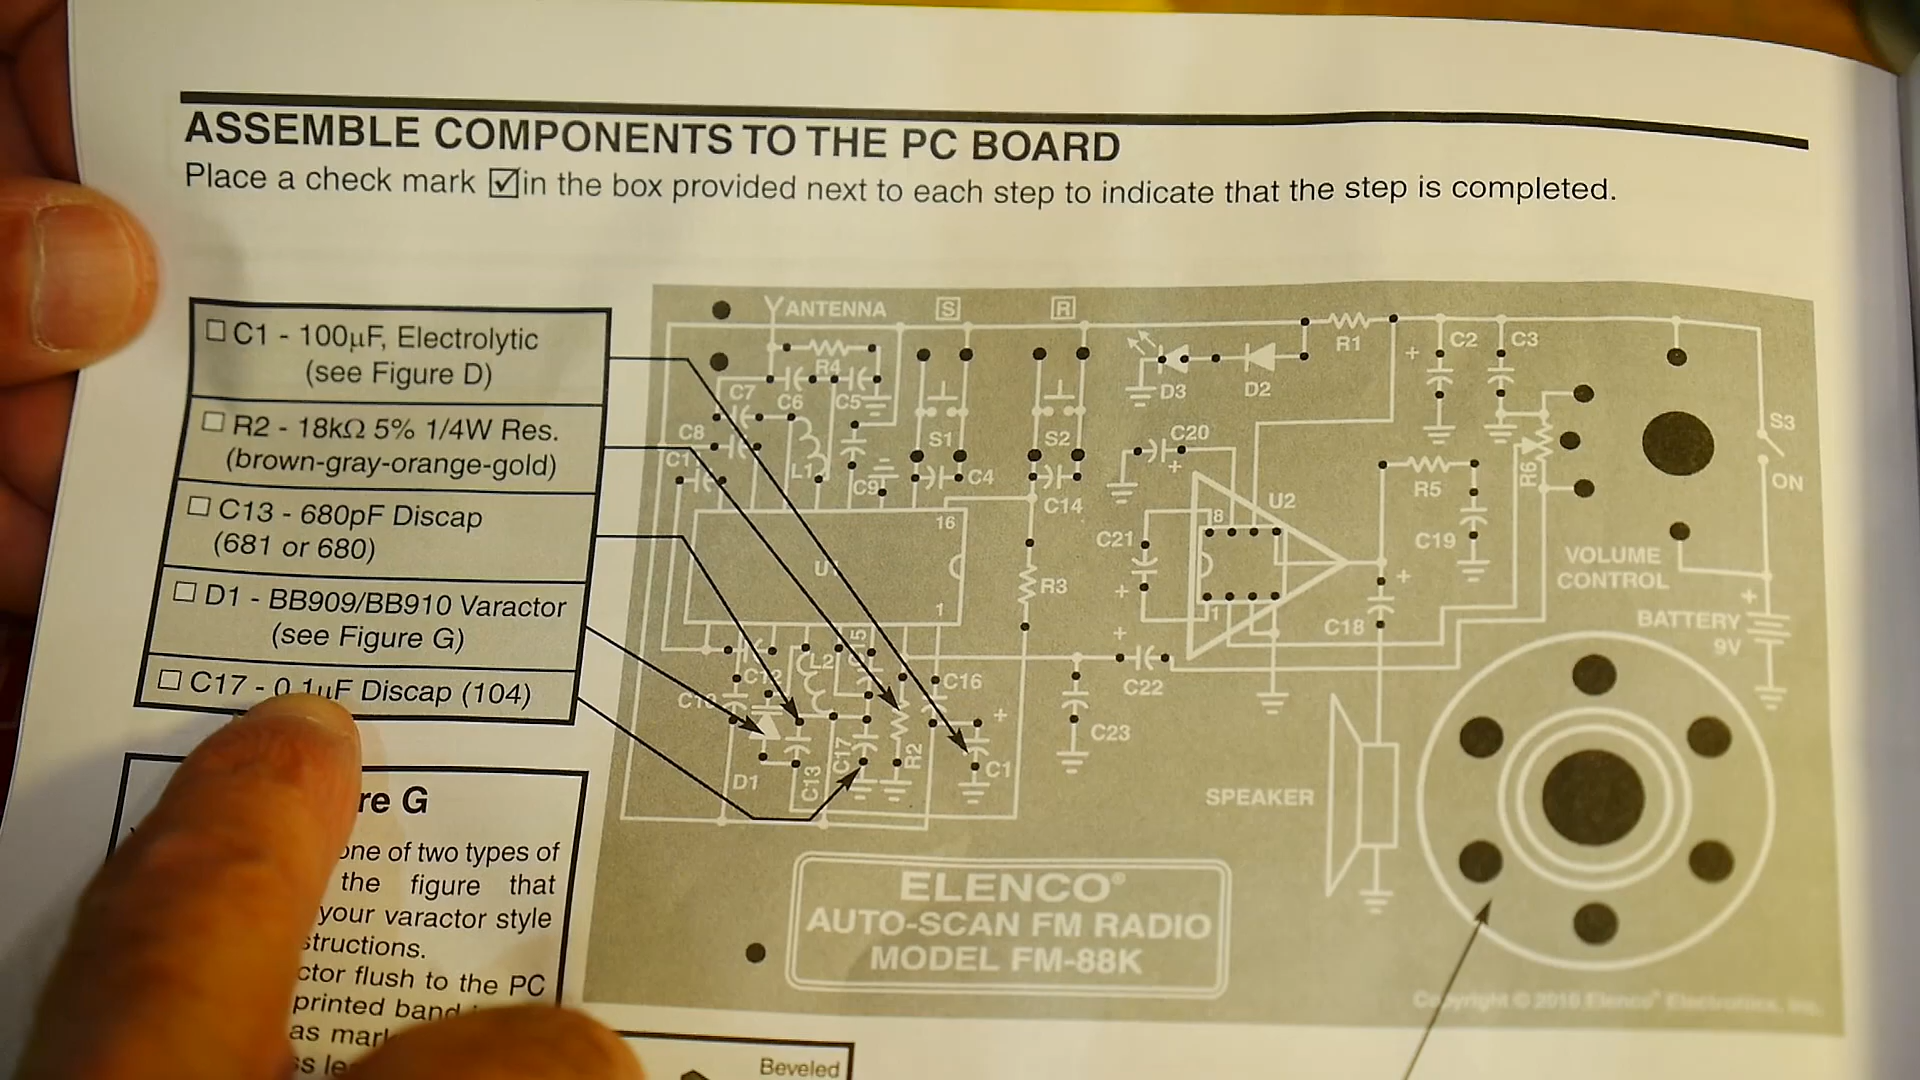 ASSEMBLE COMPONENTS TO THE PC BOARD
Place a check mark ☑ in the box provided next to each step to indicate that the step is completed.
☐ C1 - 100µF, Electrolytic
(see Figure D)
☐ R2 - 18kΩ 5% 1/4W Res.
(brown-gray-orange-gold)
☐ C13 - 680pF Discap
(681 or 680)
☐ D1 - BB909/BB910 Varactor
(see Figure G)
☐ C17 - 0.1µF Discap (104)
G
one of two types of
the figure that
your varactor style
flush to the PC
printed band
as
Beveled
ANTENNA
S
R
R4
C7
C6
C5
C8
L1
C9
S1
C4
S2
C14
16
1
R3
D3
D2
R1
C2
C3
C20
U2
8
1
C21
R5
C19
R6
S3
ON
VOLUME
CONTROL
BATTERY
9V
C18
C22
C23
L2
C12
C16
D1
C13
C17
R2
C1
+
+
+
+
+
+
+
SPEAKER
ELENCO®
AUTO-SCAN FM RADIO
MODEL FM-88K
Copyright © 2010 Elenco® Electronics, Inc.